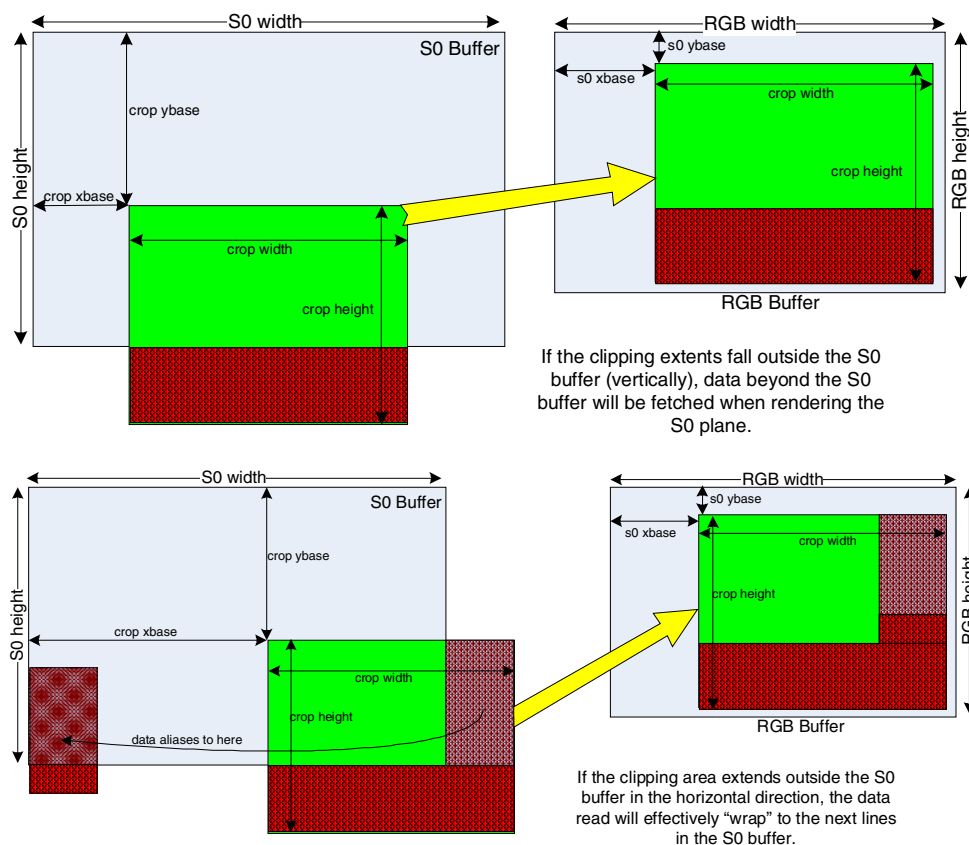 S0 width
S0 Buffer
crop ybase
S0 height
crop xbase
crop width
crop height
RGB width
s0 ybase
s0 xbase
crop width
crop height
RGB height
RGB Buffer
If the clipping extents fall outside the S0
buffer (vertically), data beyond the S0
buffer will be fetched when rendering the
S0 plane.
S0 width
S0 Buffer
crop ybase
S0 height
crop xbase
crop width
crop height
data aliases to here
RGB width
s0 ybase
s0 xbase
crop width
crop height
RGB height
RGB Buffer
If the clipping area extends outside the S0
buffer in the horizontal direction, the data
read will effectively “wrap” to the next lines
in the S0 buffer.